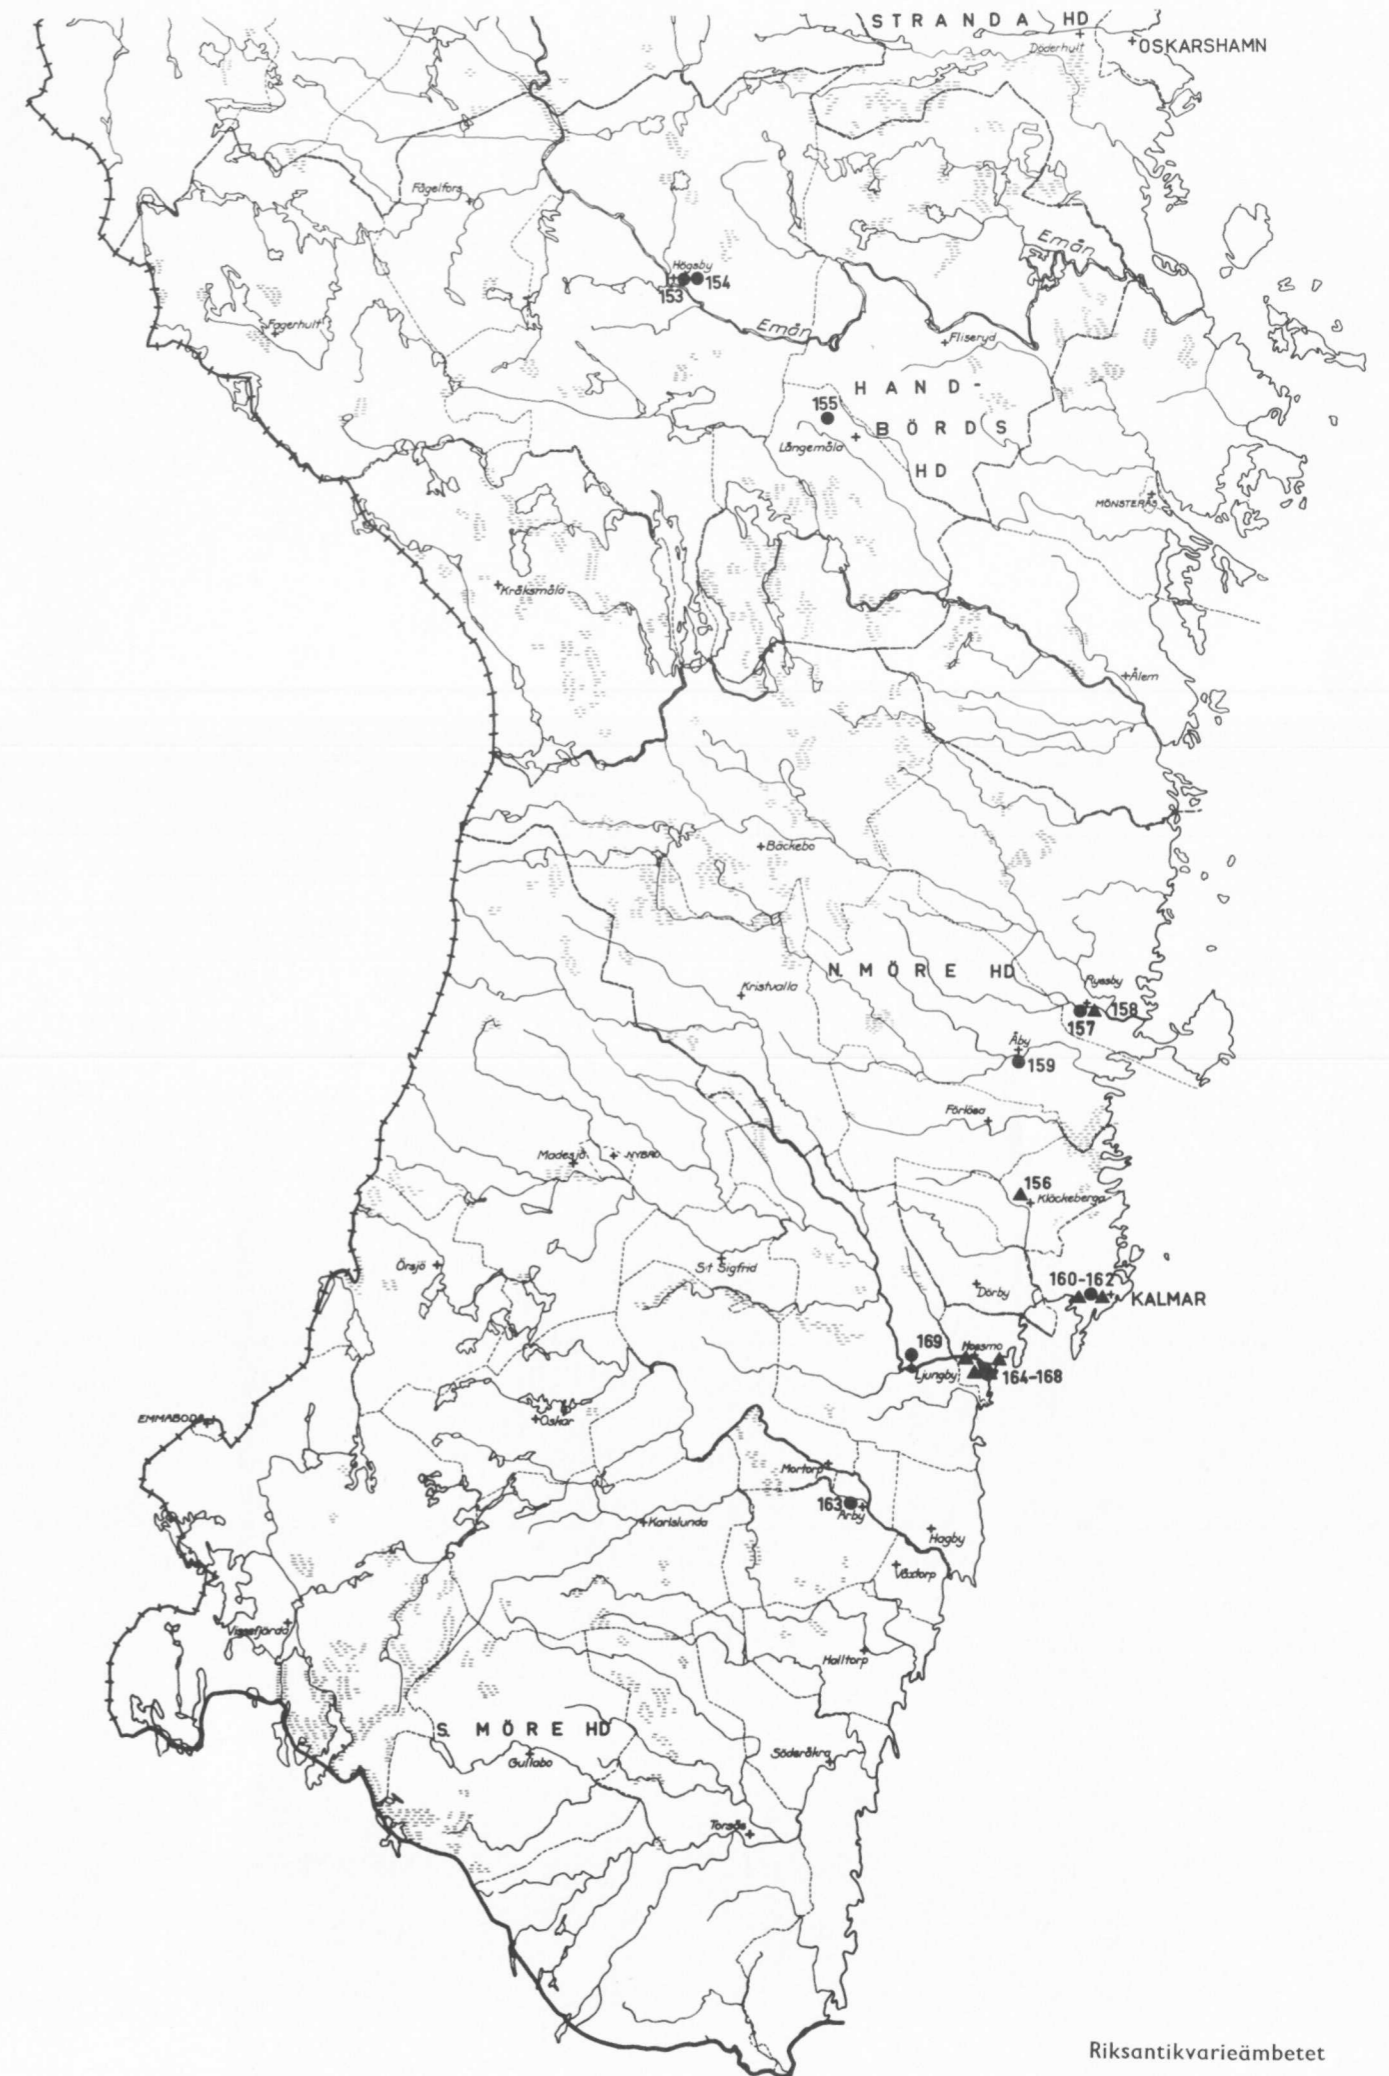 STRANDA HD
Döderhult
OSKARSHAMN
Fågelfors
Emån
Högsby
154
153
Fagerhult
Emån
Fliseryd
HAND-
155
BÖRDS
Långemåla
HD
MÖNSTERÅS
Kråksmåla
Ålem
Bäckebo
N. MÖRE HD
Kristvalla
Ryssby
158
157
Åby
159
Förlösa
Madesjö
NYBRO
156
Kläckeberga
Örsjö
S:t Sigfrid
160-162
Dörby
KALMAR
169
Hossmo
Ljungby
164-168
EMMABODA
Oskar
Mortorp
163
Arby
Karlslunda
Hagby
Voxtorp
Vissefjärda
Halltorp
S. MÖRE HD
Söderåkra
Gullabo
Torsås
Riksantikvarieämbetet